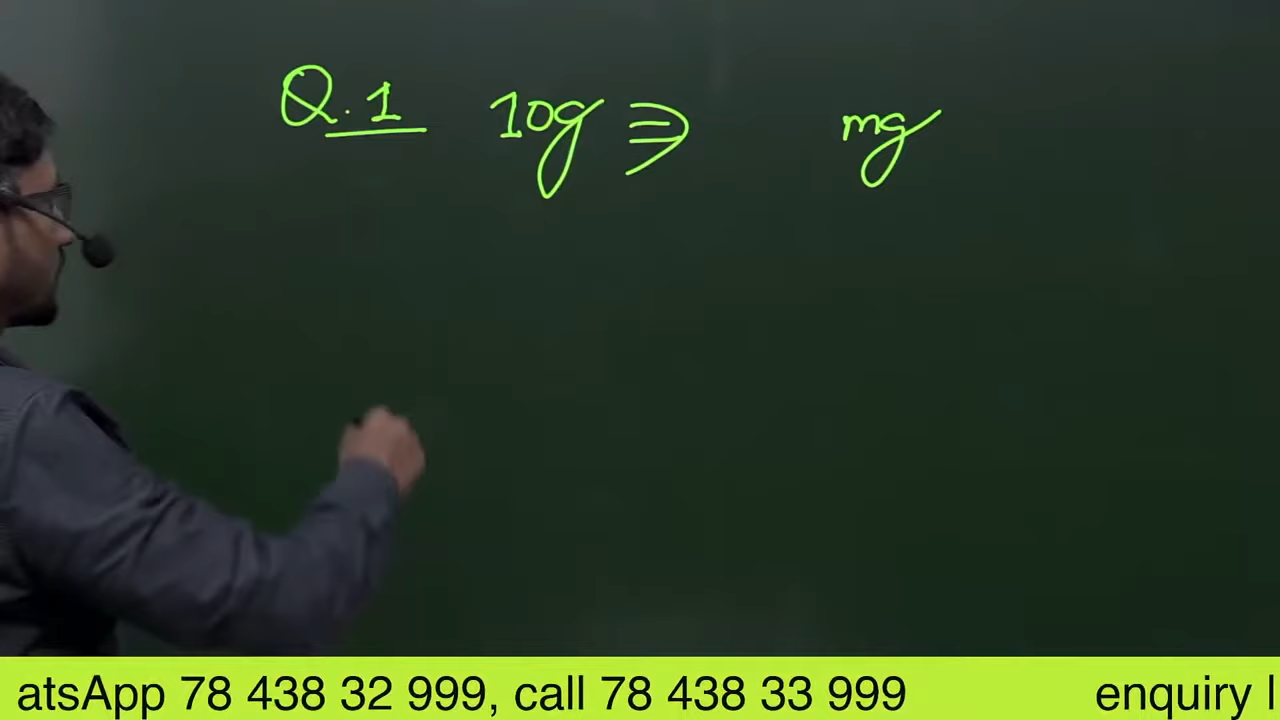 Q.1 10g ⇒ mg
atsApp 78 438 32 999, call 78 438 33 999 enquiry l